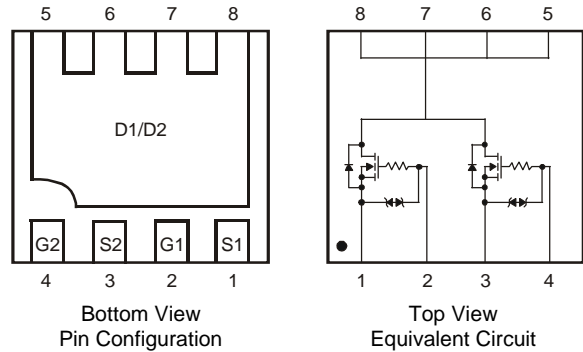 5 6 7 8
D1/D2
G2 S2 G1 S1
4 3 2 1
Bottom View
Pin Configuration
8 7 6 5
1 2 3 4
Top View
Equivalent Circuit